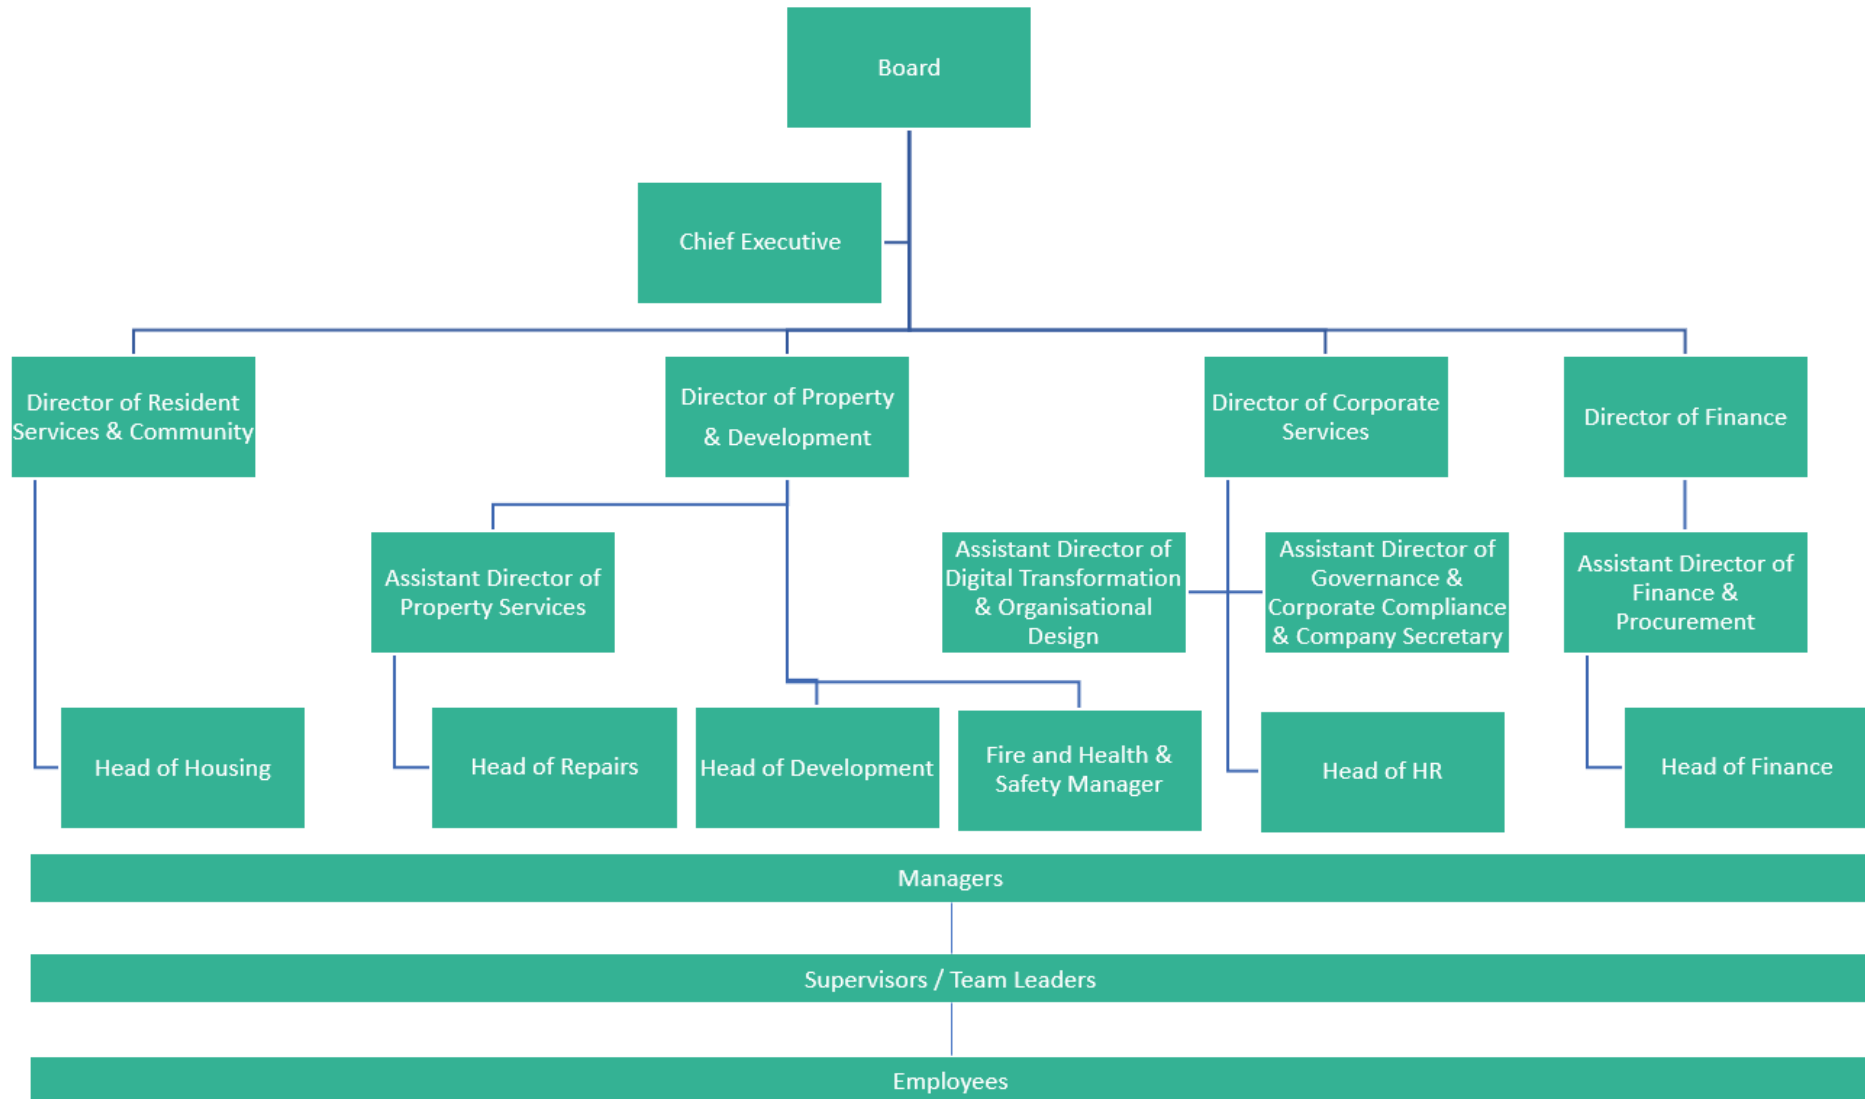 Board
Chief Executive
Director of Resident
Services & Community
Director of Property
& Development
Director of Corporate
Services
Director of Finance
Assistant Director of
Property Services
Assistant Director of
Digital Transformation
& Organisational
Design
Assistant Director of
Governance &
Corporate Compliance
& Company Secretary
Assistant Director of
Finance &
Procurement
Head of Housing
Head of Repairs
Head of Development
Fire and Health &
Safety Manager
Head of HR
Head of Finance
Managers
Supervisors / Team Leaders
Employees